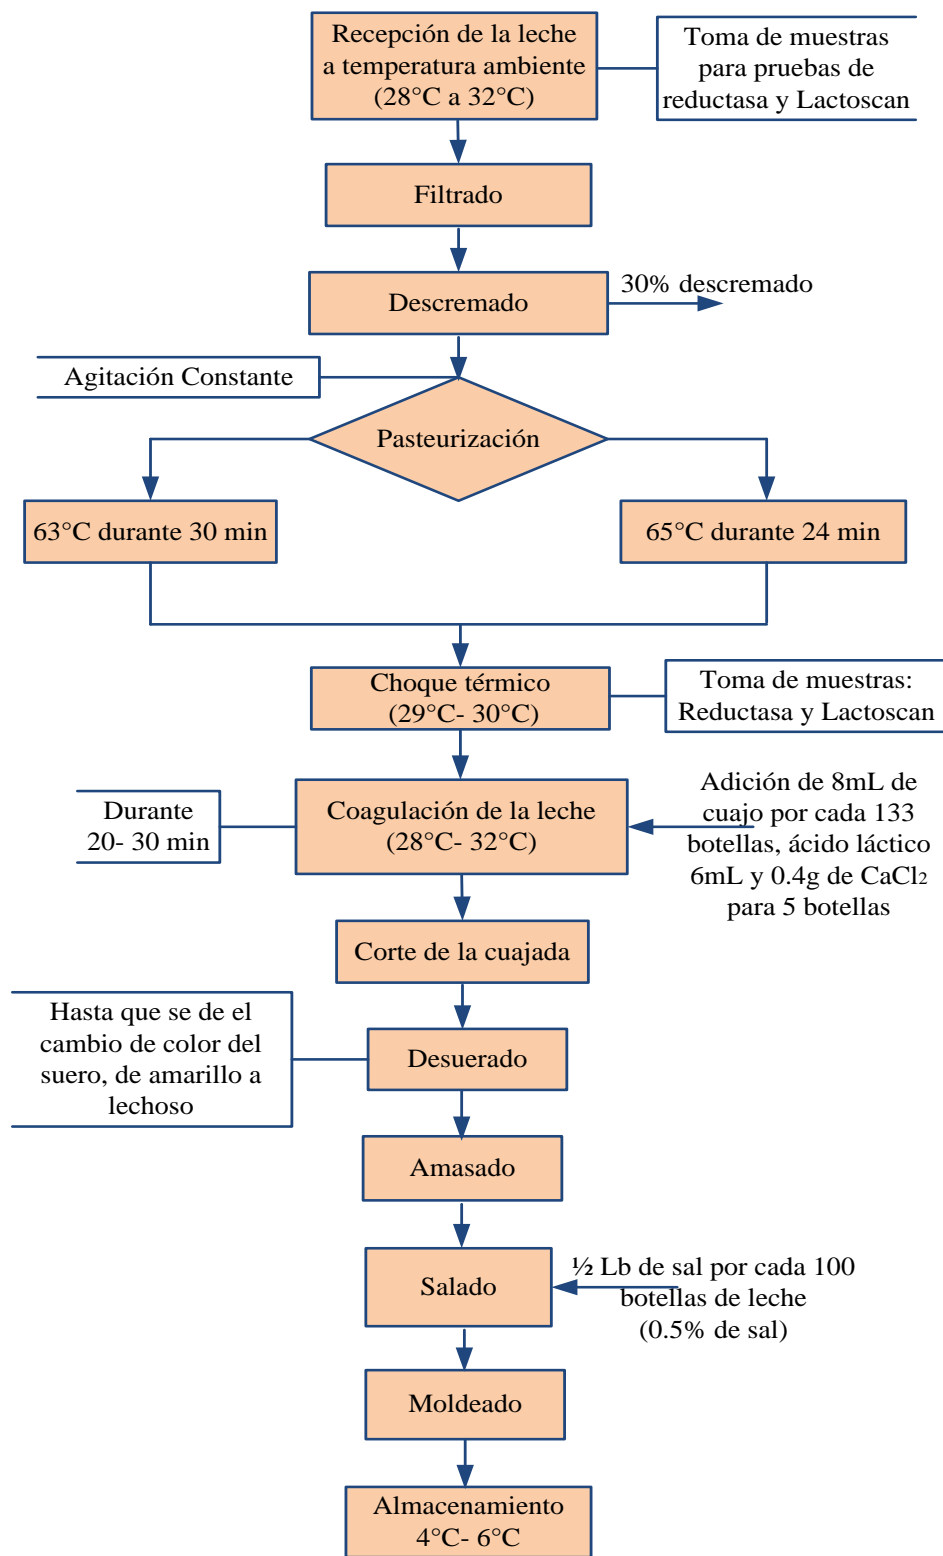 Recepción de la leche
a temperatura ambiente
(28°C a 32°C)
Toma de muestras
para pruebas de
reductasa y Lactoscan
Filtrado
Descremado
30% descremado
Agitación Constante
Pasteurización
63°C durante 30 min
65°C durante 24 min
Choque térmico
(29°C- 30°C)
Toma de muestras:
Reductasa y Lactoscan
Durante
20- 30 min
Coagulación de la leche
(28°C- 32°C)
Adición de 8mL de
cuajo por cada 133
botellas, ácido láctico
6mL y 0.4g de CaCl₂
para 5 botellas
Corte de la cuajada
Hasta que se de el
cambio de color del
suero, de amarillo a
lechoso
Desuerado
Amasado
Salado
½ Lb de sal por cada 100
botellas de leche
(0.5% de sal)
Moldeado
Almacenamiento
4°C- 6°C